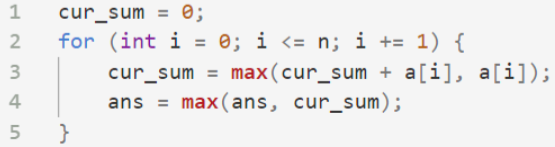 1 cur_sum = 0;
2 for (int i = 0; i <= n; i += 1) {
3 cur_sum = max(cur_sum + a[i], a[i]);
4 ans = max(ans, cur_sum);
5 }